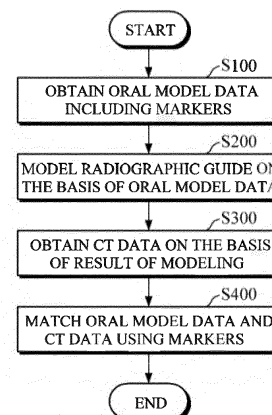 START
S100
OBTAIN ORAL MODEL DATA
INCLUDING MARKERS
S200
MODEL RADIOGRAPHIC GUIDE ON
THE BASIS OF ORAL MODEL DATA
S300
OBTAIN CT DATA ON THE BASIS
OF RESULT OF MODELING
S400
MATCH ORAL MODEL DATA AND
CT DATA USING MARKERS
END